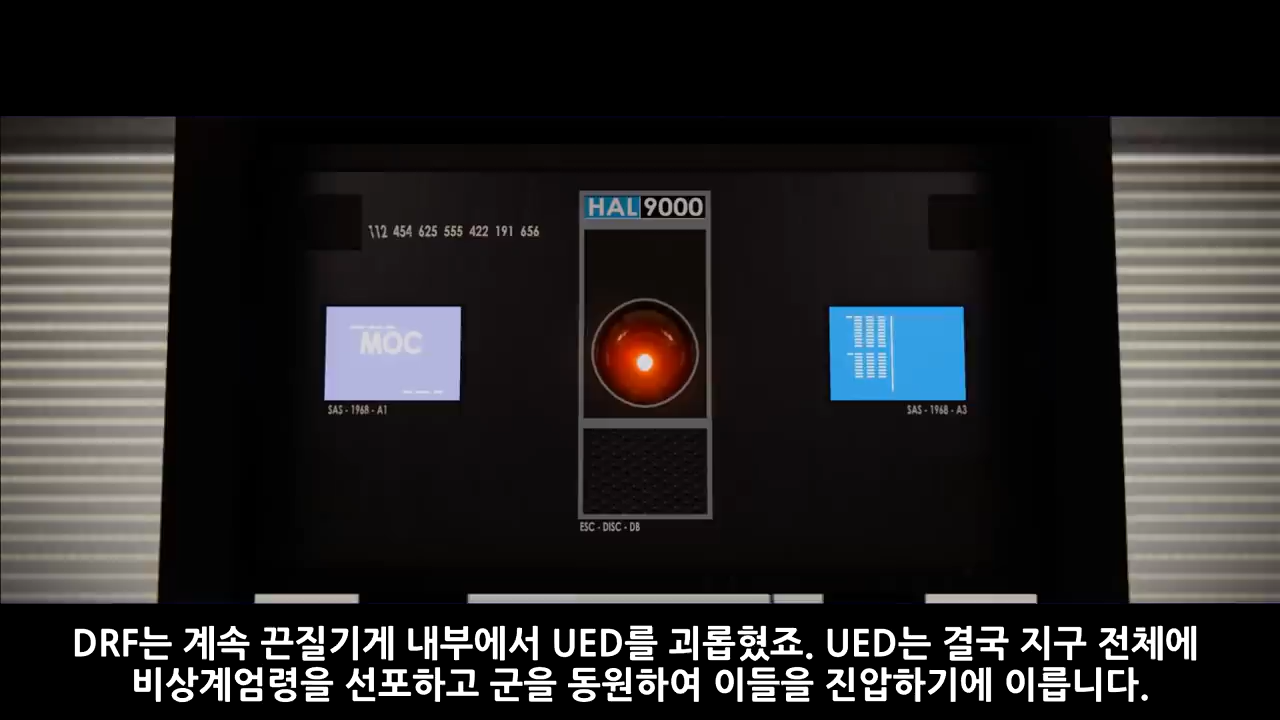 HAL 9000
112 454 625 555 422 191 656
MOC
SAS - 1968 - A1
SAS - 1968 - A3
ESC - DISC - DB
DRF는 계속 끈질기게 내부에서 UED를 괴롭혔죠. UED는 결국 지구 전체에
비상계엄령을 선포하고 군을 동원하여 이들을 진압하기에 이릅니다.